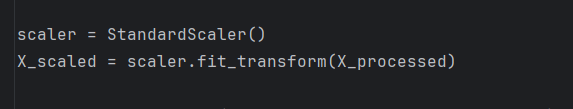 scaler = StandardScaler()
X_scaled = scaler.fit_transform(X_processed)